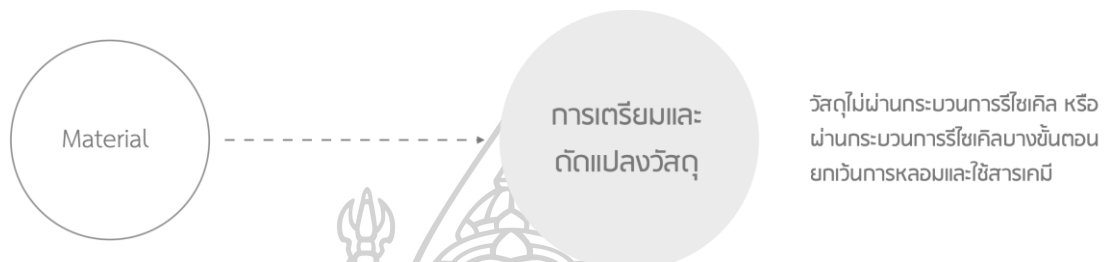 Material
การเตรียมและ
ดัดแปลงวัสดุ
วัสดุไม่ผ่านกระบวนการรีไซเคิล หรือ
ผ่านกระบวนการรีไซเคิลบางขั้นตอน
ยกเว้นการหลอมและใช้สารเคมี